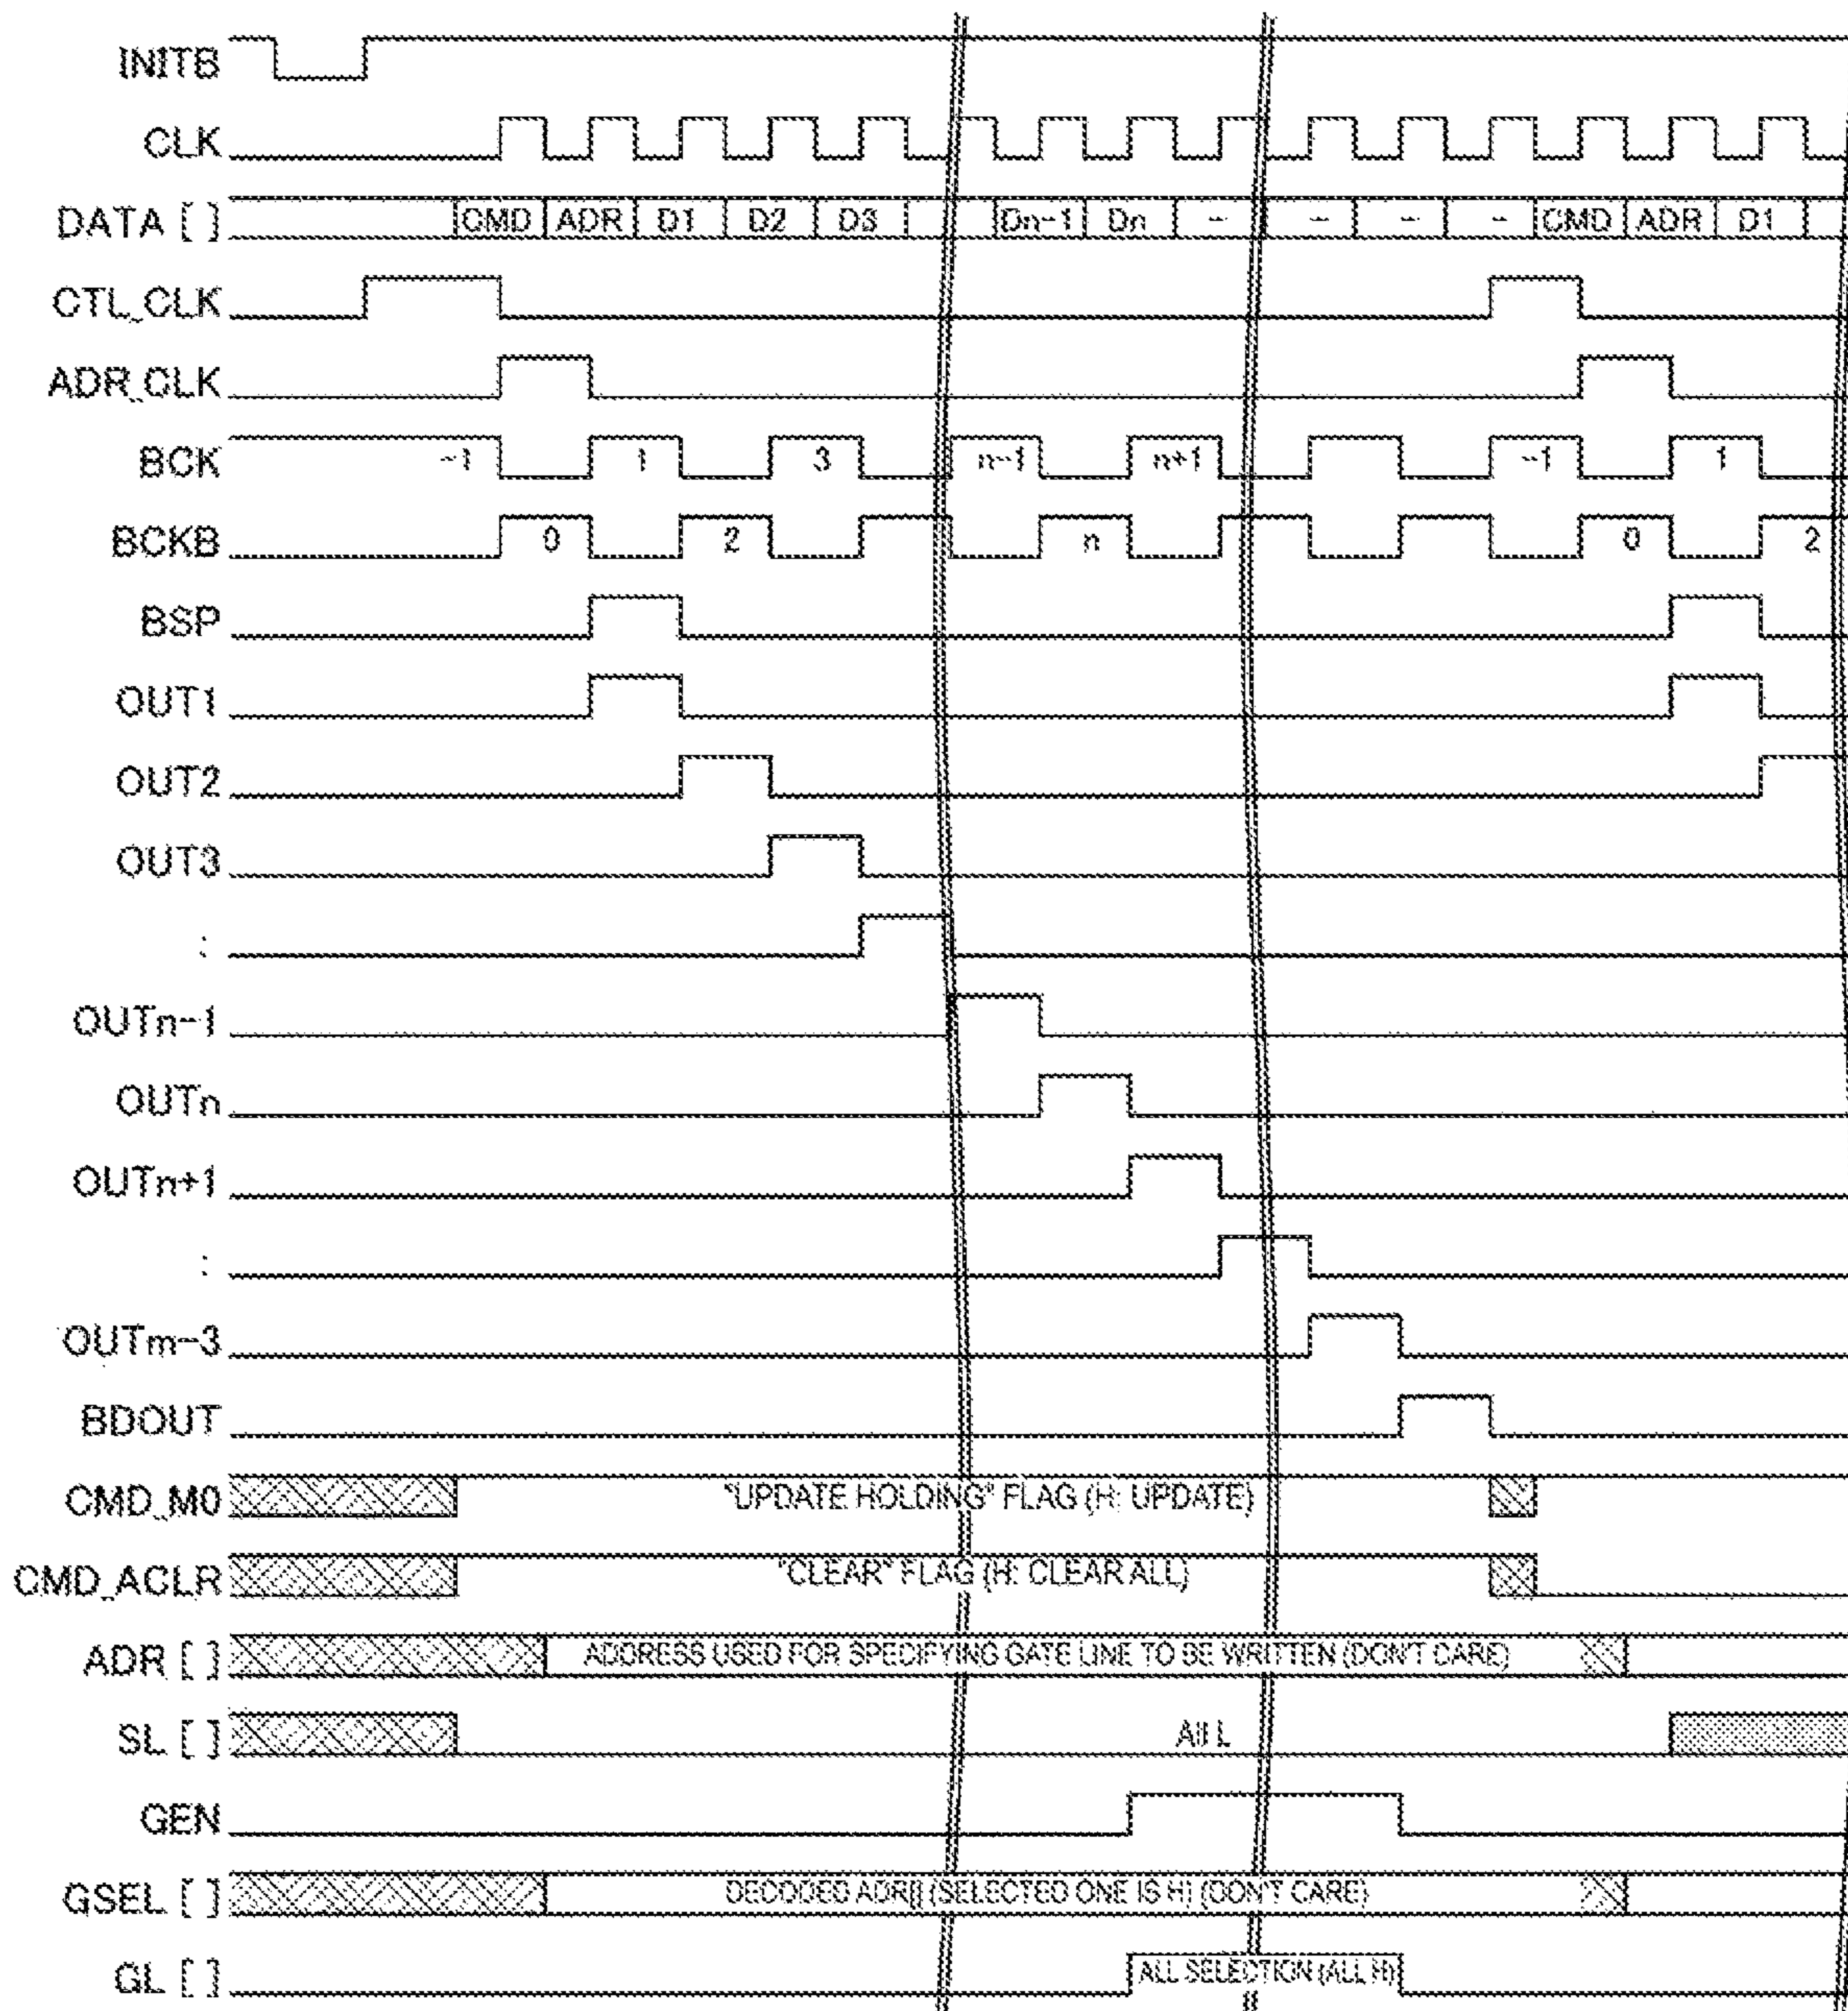 INITB
CLK
DATA [ ] CMD ADR D1 D2 D3 Dn-1 Dn - - - - CMD ADR D1
CTL_CLK
ADR_CLK
BCK -1 1 3 n-1 n+1 -1 1
BCKB 0 2 n 0 2
BSP
OUT1
OUT2
OUT3
:
OUTn-1
OUTn
OUTn+1
:
OUTm-3
BDOUT
CMD_M0 "UPDATE HOLDING" FLAG (H: UPDATE)
CMD_ACLR "CLEAR" FLAG (H: CLEAR ALL)
ADR [ ] ADDRESS USED FOR SPECIFYING GATE LINE TO BE WRITTEN (DON'T CARE)
SL [ ] All L
GEN
GSEL [ ] DECODED ADR[] (SELECTED ONE IS H) (DON'T CARE)
GL [ ] ALL SELECTION (ALL H)